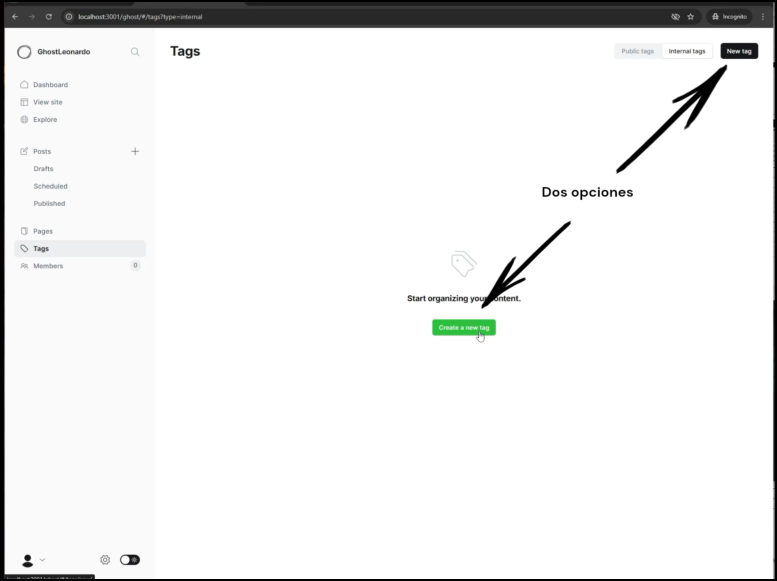 localhost:3001/ghost/#/tags?type=internal
Incognito
GhostLeonardo
Tags
Public tags
Internal tags
New tag
Dashboard
View site
Explore
Posts
Drafts
Scheduled
Published
Pages
Tags
Members
0
Dos opciones
Start organizing your content.
Create a new tag